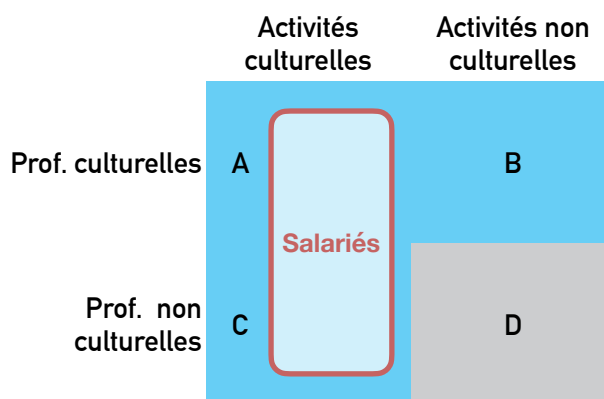 Activités
culturelles
Activités non
culturelles
Prof. culturelles
A
B
Salariés
Prof. non
culturelles
C
D